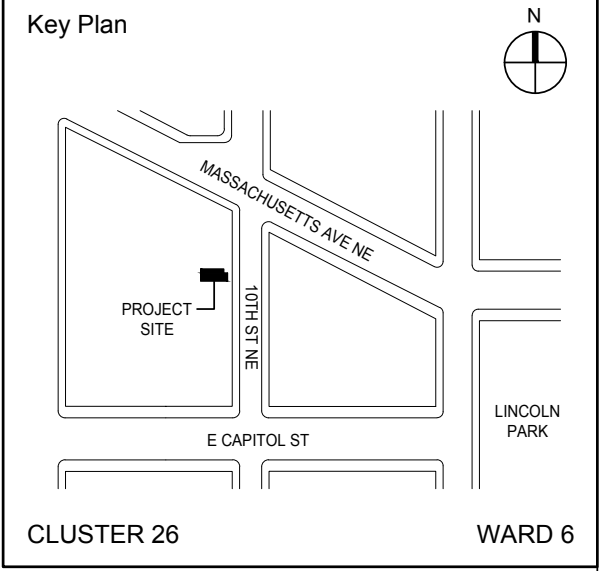 Key Plan
N
MASSACHUSETTS AVE NE
PROJECT
SITE
10TH ST NE
LINCOLN
PARK
E CAPITOL ST
CLUSTER 26
WARD 6